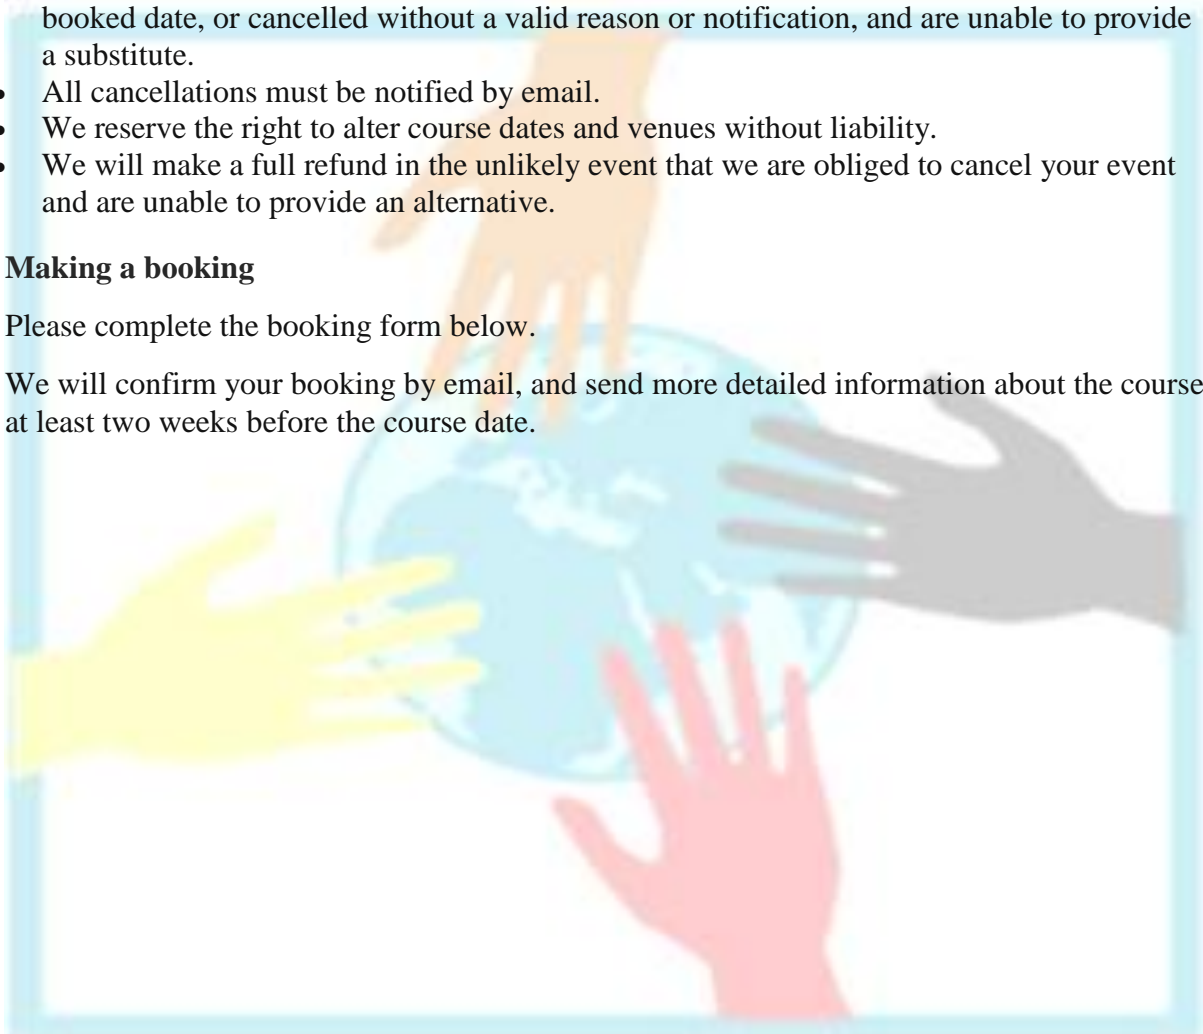 booked date, or cancelled without a valid reason or notification, and are unable to provide
a substitute.
• All cancellations must be notified by email.
• We reserve the right to alter course dates and venues without liability.
• We will make a full refund in the unlikely event that we are obliged to cancel your event
and are unable to provide an alternative.
Making a booking
Please complete the booking form below.
We will confirm your booking by email, and send more detailed information about the course
at least two weeks before the course date.